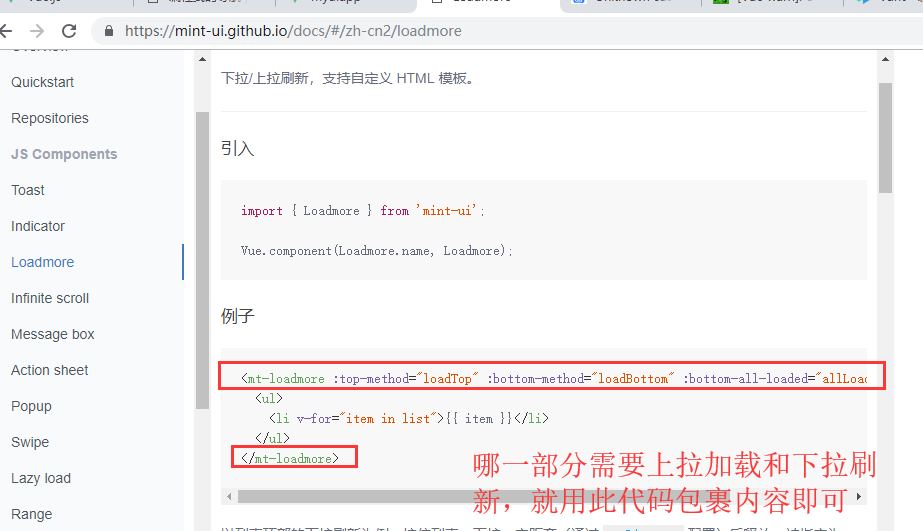 https://mint-ui.github.io/docs/#/zh-cn2/loadmore
Quickstart
Repositories
JS Components
Toast
Indicator
Loadmore
Infinite scroll
Message box
Action sheet
Popup
Swipe
Lazy load
Range
下拉/上拉刷新，支持自定义 HTML 模板。
引入
import { Loadmore } from 'mint-ui';
Vue.component(Loadmore.name, Loadmore);
例子
<mt-loadmore :top-method="loadTop" :bottom-method="loadBottom" :bottom-all-loaded="allLoa
<ul>
<li v-for="item in list">{{ item }}</li>
</ul>
</mt-loadmore>
哪一部分需要上拉加载和下拉刷
新，就用此代码包裹内容即可